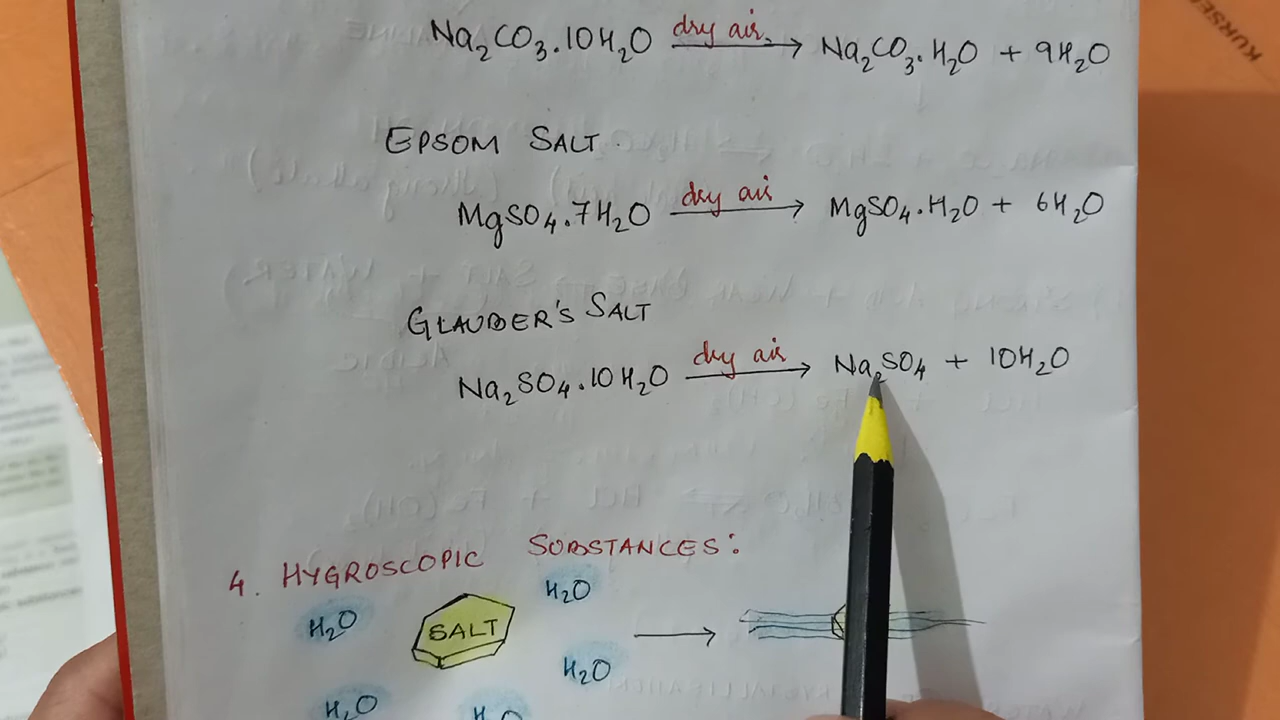 Na₂CO₃.10H₂O dry air. → Na₂CO₃.H₂O + 9H₂O
EPSOM SALT.
MgSO₄.7H₂O dry air → MgSO₄.H₂O + 6H₂O
GLAUBER'S SALT
Na₂SO₄.10H₂O dry air → Na₂SO₄ + 10H₂O
4. HYGROSCOPIC SUBSTANCES:
H₂O SALT H₂O →
H₂O
H₂O H₂O